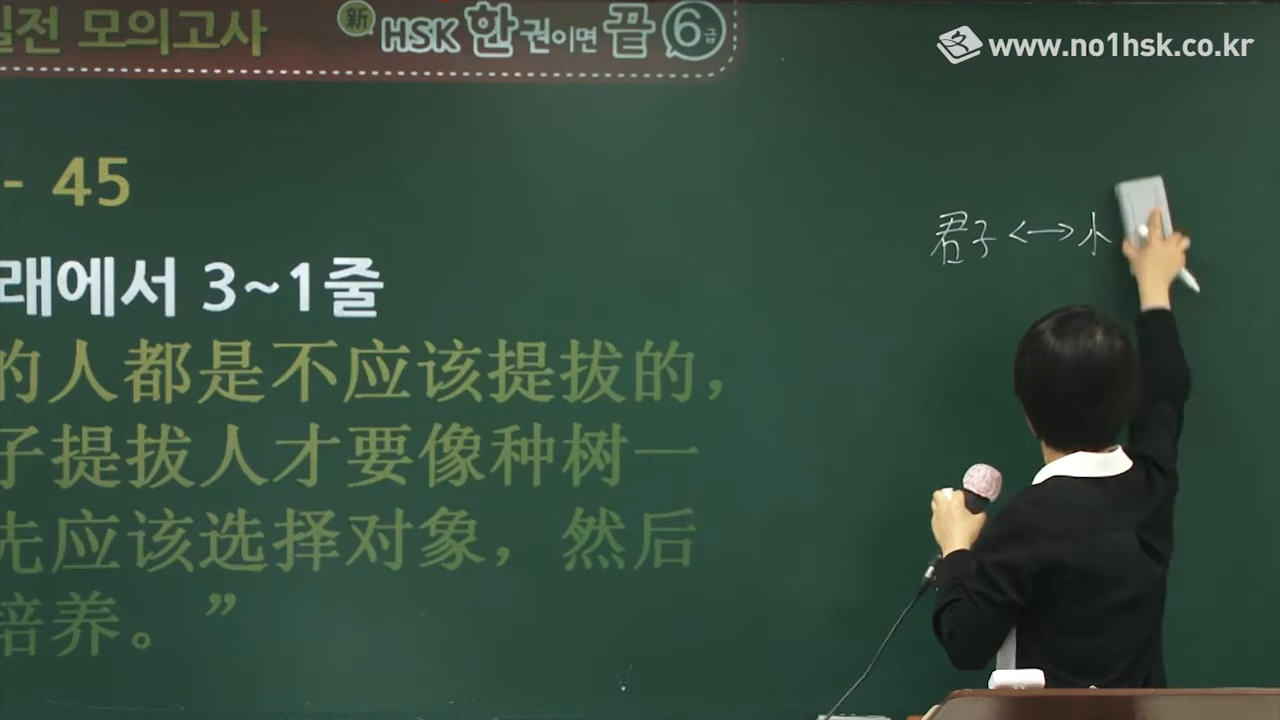 실전 모의고사
新 HSK 한권이면 끝 6급
www.no1hsk.co.kr
- 45
君子 <—> 小
래에서 3~1줄
的人都是不应该提拔的，
子提拔人才要像种树一
先应该选择对象，然后
培养。”